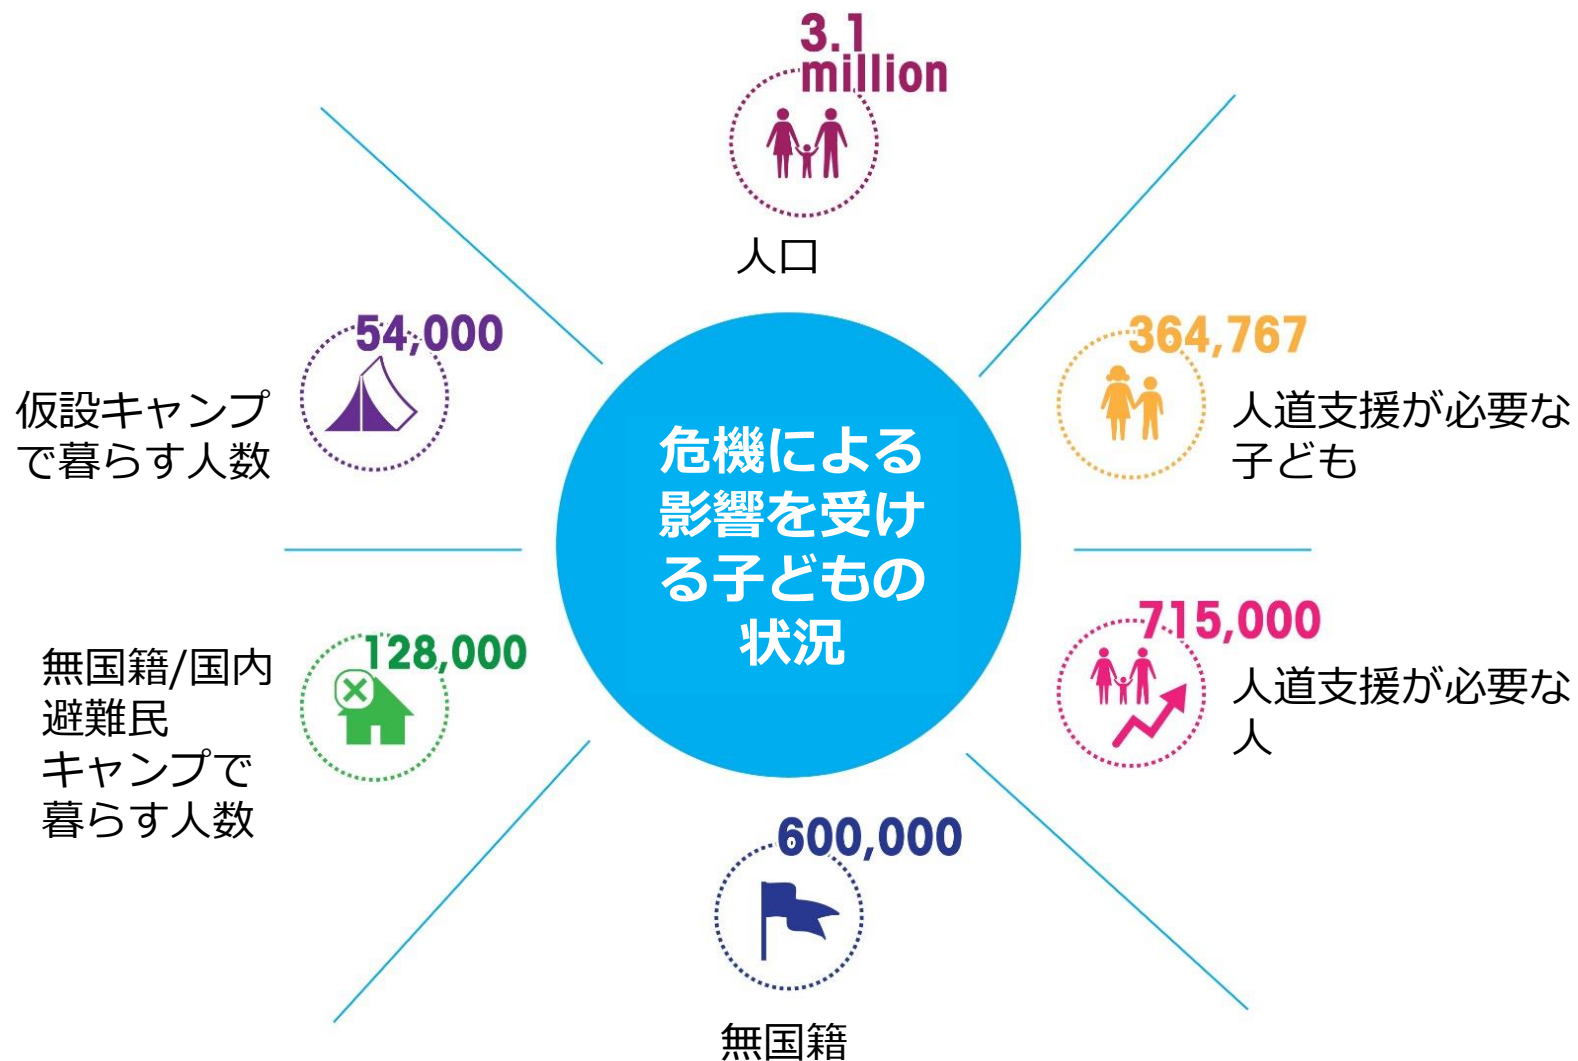 3.1
million
人口
54,000
仮設キャンプ
で暮らす人数
364,767
人道支援が必要な
子ども
危機による
影響を受け
る子どもの
状況
128,000
無国籍/国内
避難民
キャンプで
暮らす人数
715,000
人道支援が必要な
人
600,000
無国籍